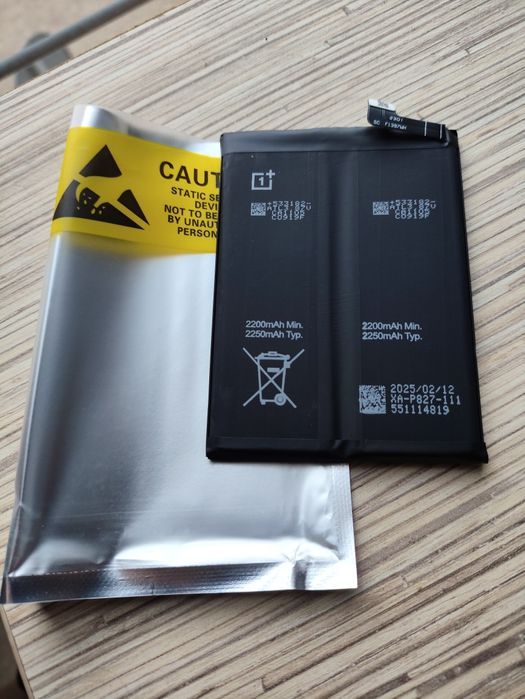 CAUT
STATIC SE
DEVI
NOT TO BE
BY UNAUT
PERSON
2200mAh Min.
2250mAh Typ.
2200mAh Min.
2250mAh Typ.
2025/02/12
XA-P827-111
551114819